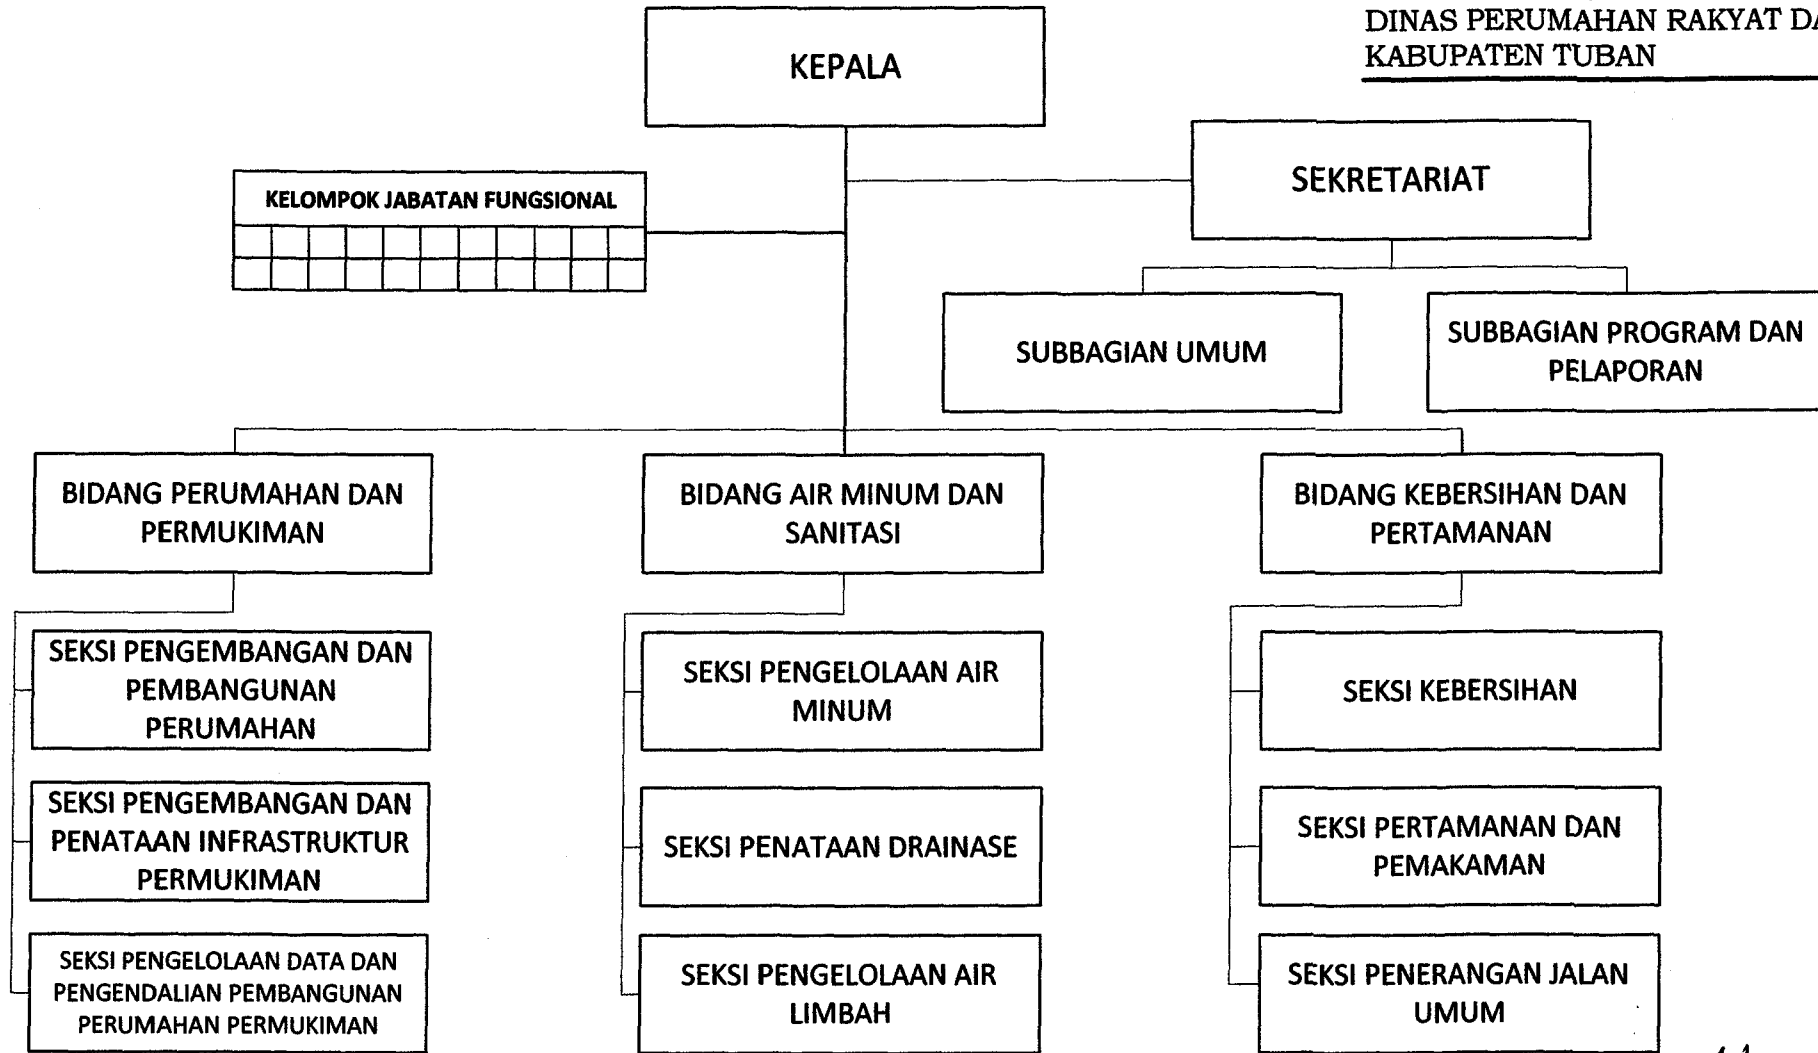 DINAS PERUMAHAN RAKYAT
KABUPATEN TUBAN
KEPALA
SEKRETARIAT
KELOMPOK JABATAN FUNGSIONAL
SUBBAGIAN UMUM
SUBBAGIAN PROGRAM DAN
PELAPORAN
BIDANG PERUMAHAN DAN
PERMUKIMAN
SEKSI PENGEMBANGAN DAN
PEMBANGUNAN
PERUMAHAN
SEKSI PENGEMBANGAN DAN
PENATAAN INFRASTRUKTUR
PERMUKIMAN
SEKSI PENGELOLAAN DATA DAN
PENGENDALIAN PEMBANGUNAN
PERUMAHAN PERMUKIMAN
BIDANG AIR MINUM DAN
SANITASI
SEKSI PENGELOLAAN AIR
MINUM
SEKSI PENATAAN DRAINASE
SEKSI PENGELOLAAN AIR
LIMBAH
BIDANG KEBERSIHAN DAN
PERTAMANAN
SEKSI KEBERSIHAN
SEKSI PERTAMANAN DAN
PEMAKAMAN
SEKSI PENERANGAN JALAN
UMUM